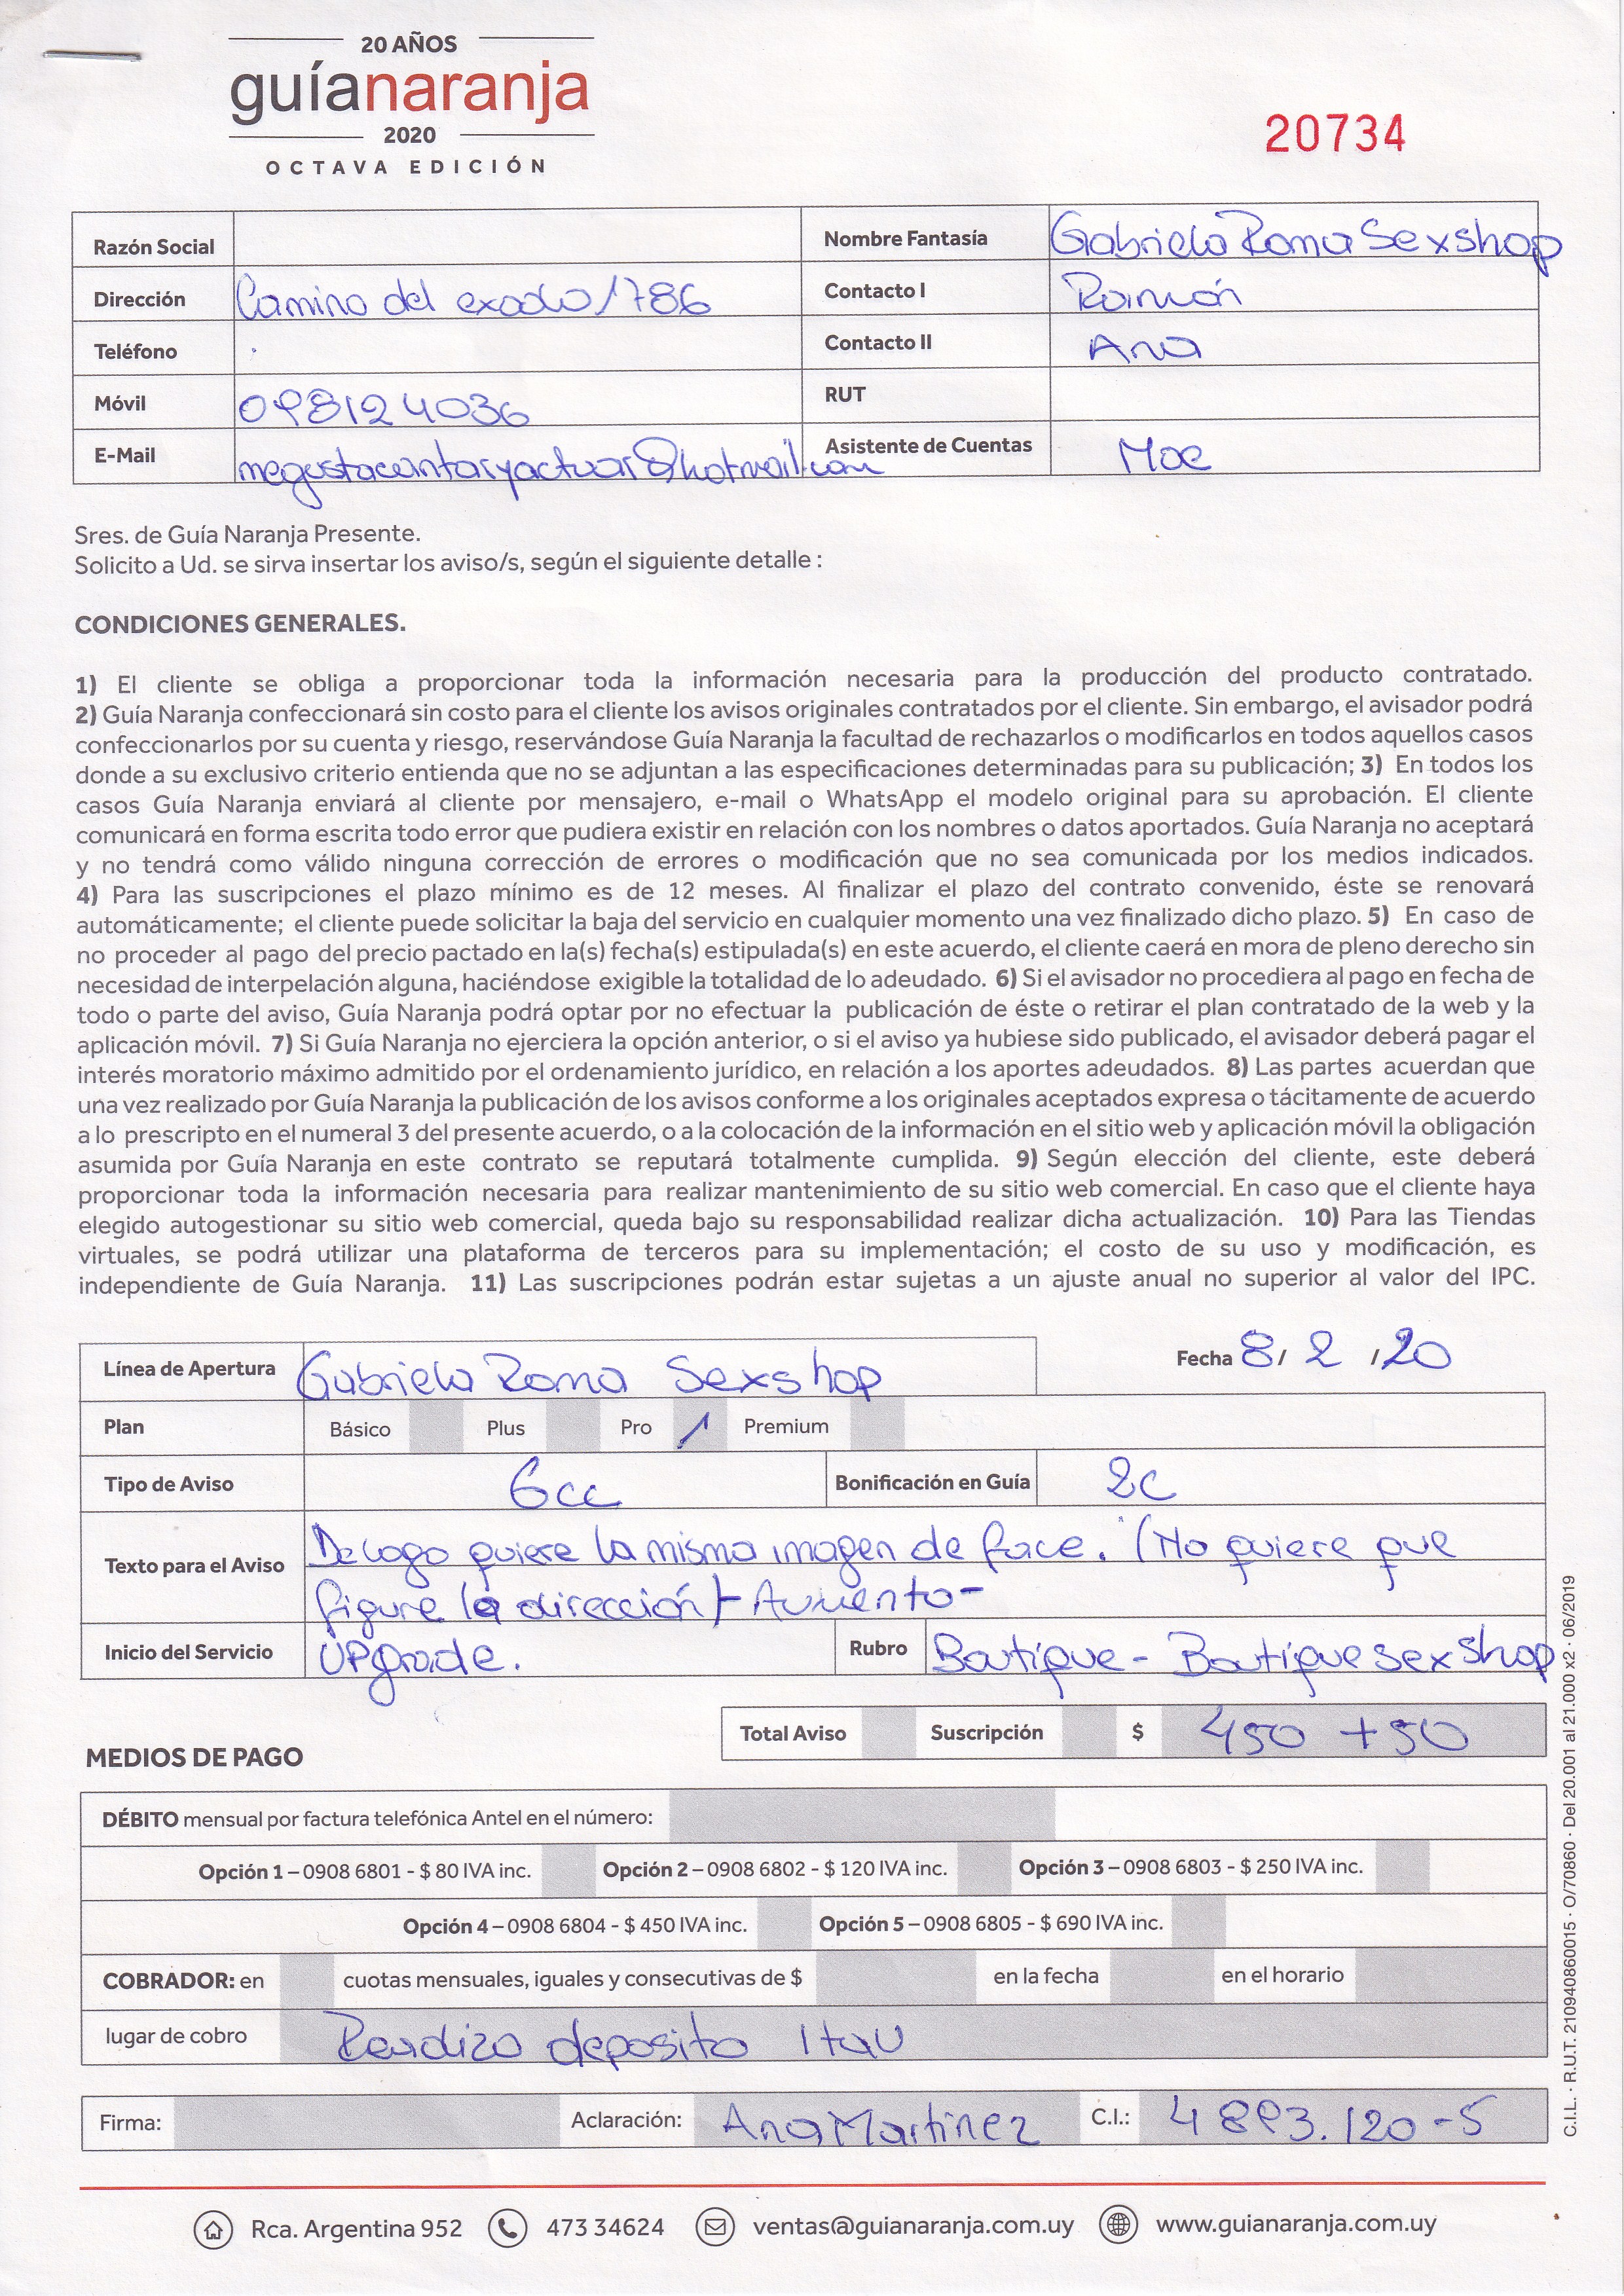 20 AÑOS
guíanaranja
2020
OCTAVA EDICIÓN
20734
Razón Social
Nombre Fantasía Gabriela Roma Sexshop
Dirección Camino del exodo 1786
Contacto I Ramón
Teléfono
Contacto II Ana
Móvil 098124036
RUT
E-Mail megustacantaryactuar@hotmail.com
Asistente de Cuentas Moe
Sres. de Guía Naranja Presente.
Solicito a Ud. se sirva insertar los aviso/s, según el siguiente detalle :
CONDICIONES GENERALES.
1) El cliente se obliga a proporcionar toda la información necesaria para la producción del producto contratado.
2) Guía Naranja confeccionará sin costo para el cliente los avisos originales contratados por el cliente. Sin embargo, el avisador podrá
confeccionarlos por su cuenta y riesgo, reservándose Guía Naranja la facultad de rechazarlos o modificarlos en todos aquellos casos
donde a su exclusivo criterio entienda que no se adjuntan a las especificaciones determinadas para su publicación; 3) En todos los
casos Guía Naranja enviará al cliente por mensajero, e-mail o WhatsApp el modelo original para su aprobación. El cliente
comunicará en forma escrita todo error que pudiera existir en relación con los nombres o datos aportados. Guía Naranja no aceptará
y no tendrá como válido ninguna corrección de errores o modificación que no sea comunicada por los medios indicados.
4) Para las suscripciones el plazo mínimo es de 12 meses. Al finalizar el plazo del contrato convenido, éste se renovará
automáticamente; el cliente puede solicitar la baja del servicio en cualquier momento una vez finalizado dicho plazo. 5) En caso de
no proceder al pago del precio pactado en la(s) fecha(s) estipulada(s) en este acuerdo, el cliente caerá en mora de pleno derecho sin
necesidad de interpelación alguna, haciéndose exigible la totalidad de lo adeudado. 6) Si el avisador no procediera al pago en fecha de
todo o parte del aviso, Guía Naranja podrá optar por no efectuar la publicación de éste o retirar el plan contratado de la web y la
aplicación móvil. 7) Si Guía Naranja no ejerciera la opción anterior, o si el aviso ya hubiese sido publicado, el avisador deberá pagar el
interés moratorio máximo admitido por el ordenamiento jurídico, en relación a los aportes adeudados. 8) Las partes acuerdan que
una vez realizado por Guía Naranja la publicación de los avisos conforme a los originales aceptados expresa o tácitamente de acuerdo
a lo prescripto en el numeral 3 del presente acuerdo, o a la colocación de la información en el sitio web y aplicación móvil la obligación
asumida por Guía Naranja en este contrato se reputará totalmente cumplida. 9) Según elección del cliente, este deberá
proporcionar toda la información necesaria para realizar mantenimiento de su sitio web comercial. En caso que el cliente haya
elegido autogestionar su sitio web comercial, queda bajo su responsabilidad realizar dicha actualización. 10) Para las Tiendas
virtuales, se podrá utilizar una plataforma de terceros para su implementación; el costo de su uso y modificación, es
independiente de Guía Naranja. 11) Las suscripciones podrán estar sujetas a un ajuste anual no superior al valor del IPC.
Línea de Apertura Gabriela Roma Sexshop
Fecha 8/ 2 /20
Plan Básico Plus Pro / Premium
Tipo de Aviso 6cc
Bonificación en Guía 2c
Texto para el Aviso De logo quiere la misma imagen de face. (No quiere que
figure la dirección) - Aumento -
Inicio del Servicio UPgrade.
Rubro Boutique - Boutique sexshop
Total Aviso Suscripción $ 450 + 50
MEDIOS DE PAGO
DÉBITO mensual por factura telefónica Antel en el número:
Opción 1 – 0908 6801 - $ 80 IVA inc. Opción 2 – 0908 6802 - $ 120 IVA inc. Opción 3 – 0908 6803 - $ 250 IVA inc.
Opción 4 – 0908 6804 - $ 450 IVA inc. Opción 5 – 0908 6805 - $ 690 IVA inc.
COBRADOR: en cuotas mensuales, iguales y consecutivas de $ en la fecha en el horario
lugar de cobro deposito Itau
Firma: Aclaración: Ana Martinez C.I.: 4893.120-5
Rca. Argentina 952 473 34624 ventas@guianaranja.com.uy www.guianaranja.com.uy
C.I.L. · R.U.T.: 210940860015 · O/70860 · Del 20.001 al 21.000 x2 · 06/2019